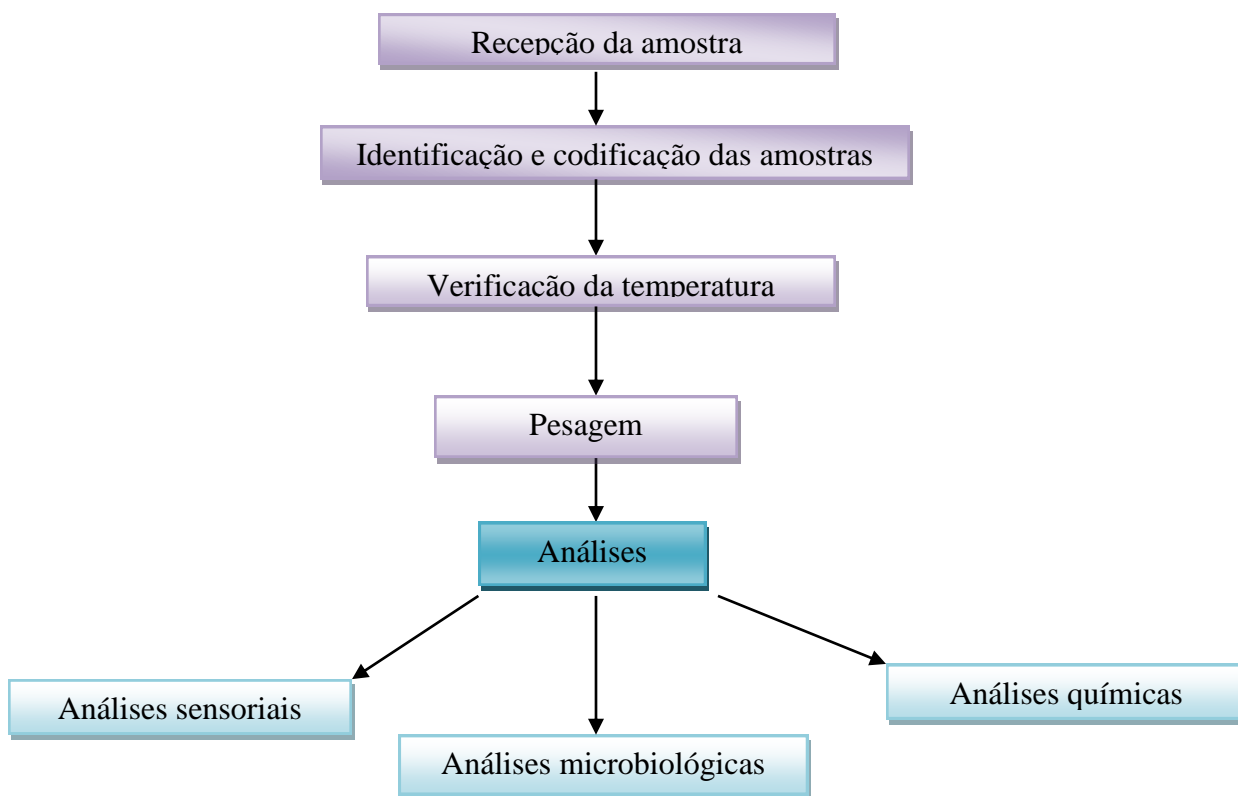 Recepção da amostra
Identificação e codificação das amostras
Verificação da temperatura
Pesagem
Análises
Análises sensoriais
Análises microbiológicas
Análises químicas